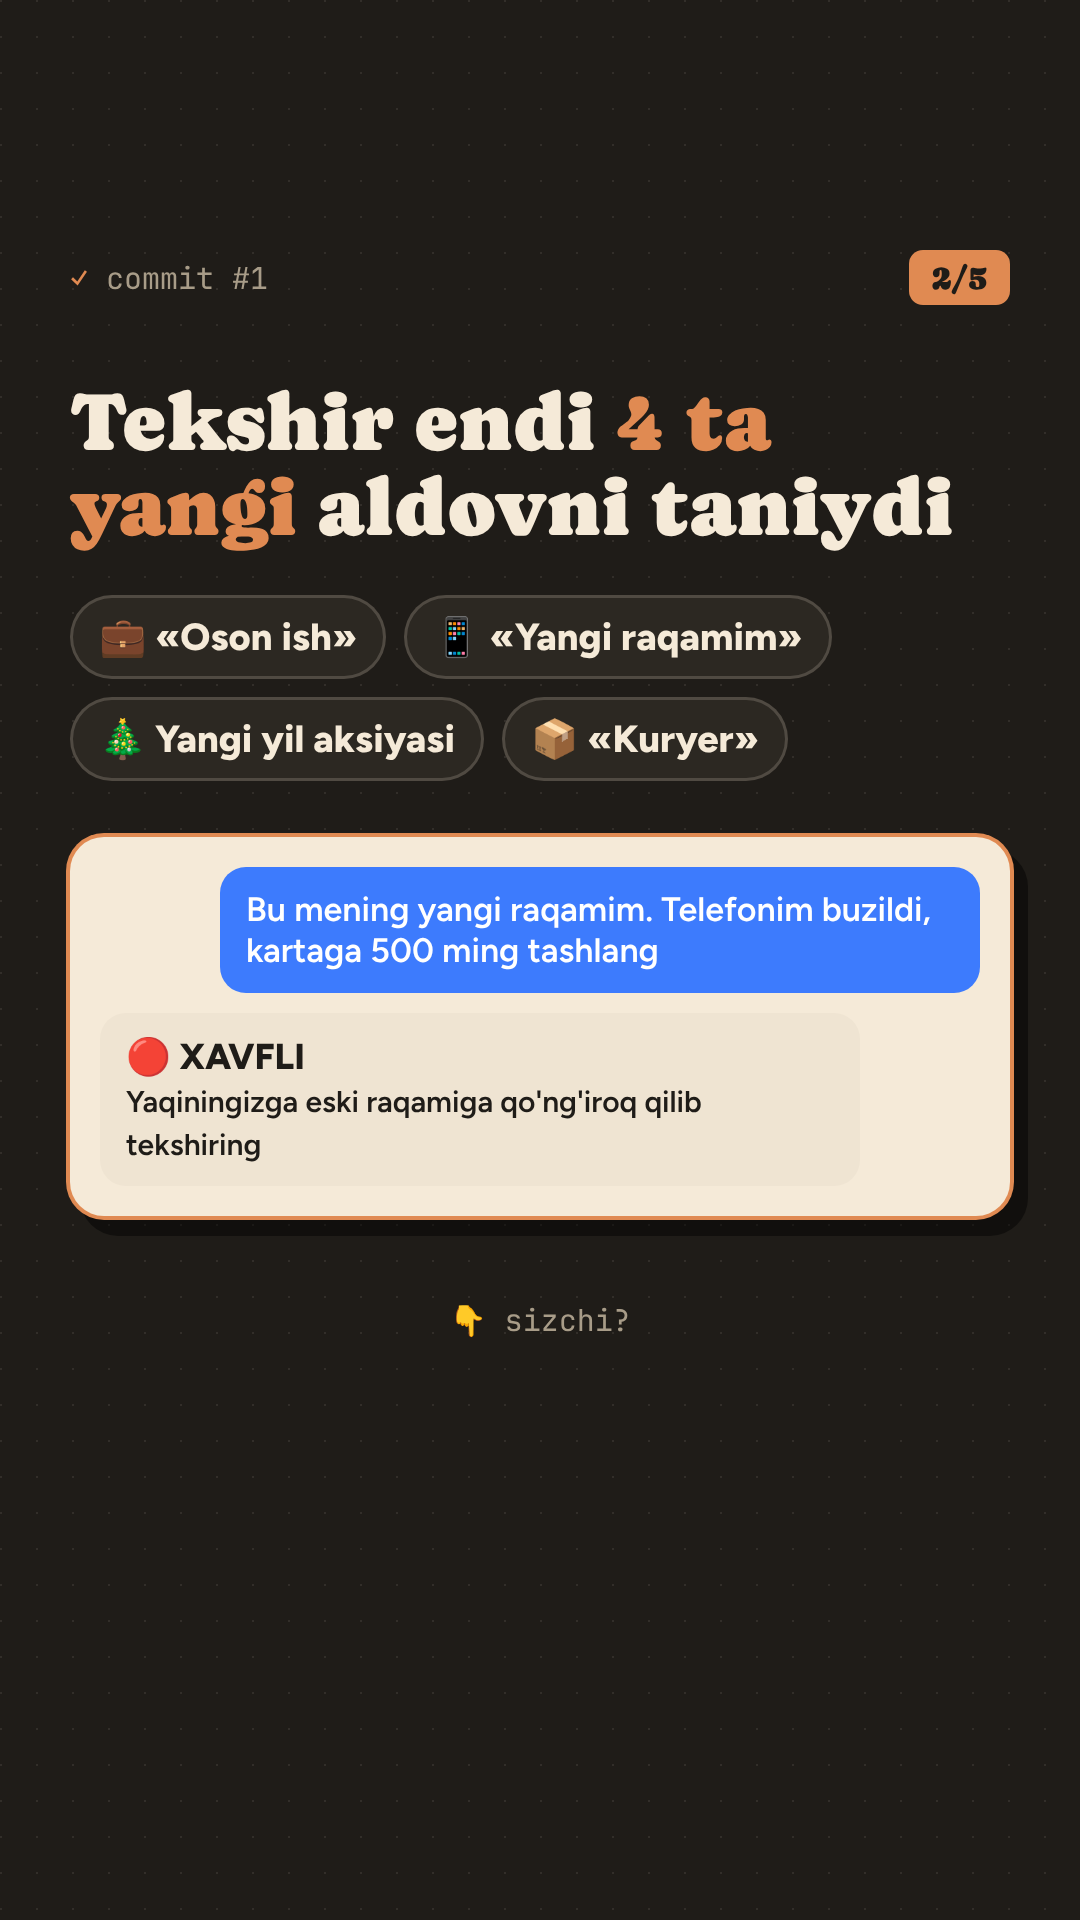 ✓ commit #1
2/5
Tekshir endi 4 ta
yangi aldovni taniydi
💼 «Oson ish»
📱 «Yangi raqamim»
🎄 Yangi yil aksiyasi
📦 «Kuryer»
Bu mening yangi raqamim. Telefonim buzildi,
kartaga 500 ming tashlang
🔴 XAVFLI
Yaqiningizga eski raqamiga qo'ng'iroq qilib
tekshiring
👇 sizchi?